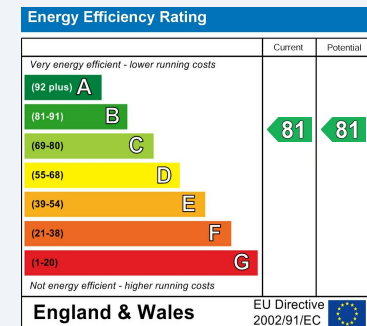 Energy Efficiency Rating
Current Potential
Very energy efficient - lower running costs
(92 plus) A
(81-91) B
81 81
(69-80) C
(55-68) D
(39-54) E
(21-38) F
(1-20) G
Not energy efficient - higher running costs
England & Wales
EU Directive
2002/91/EC